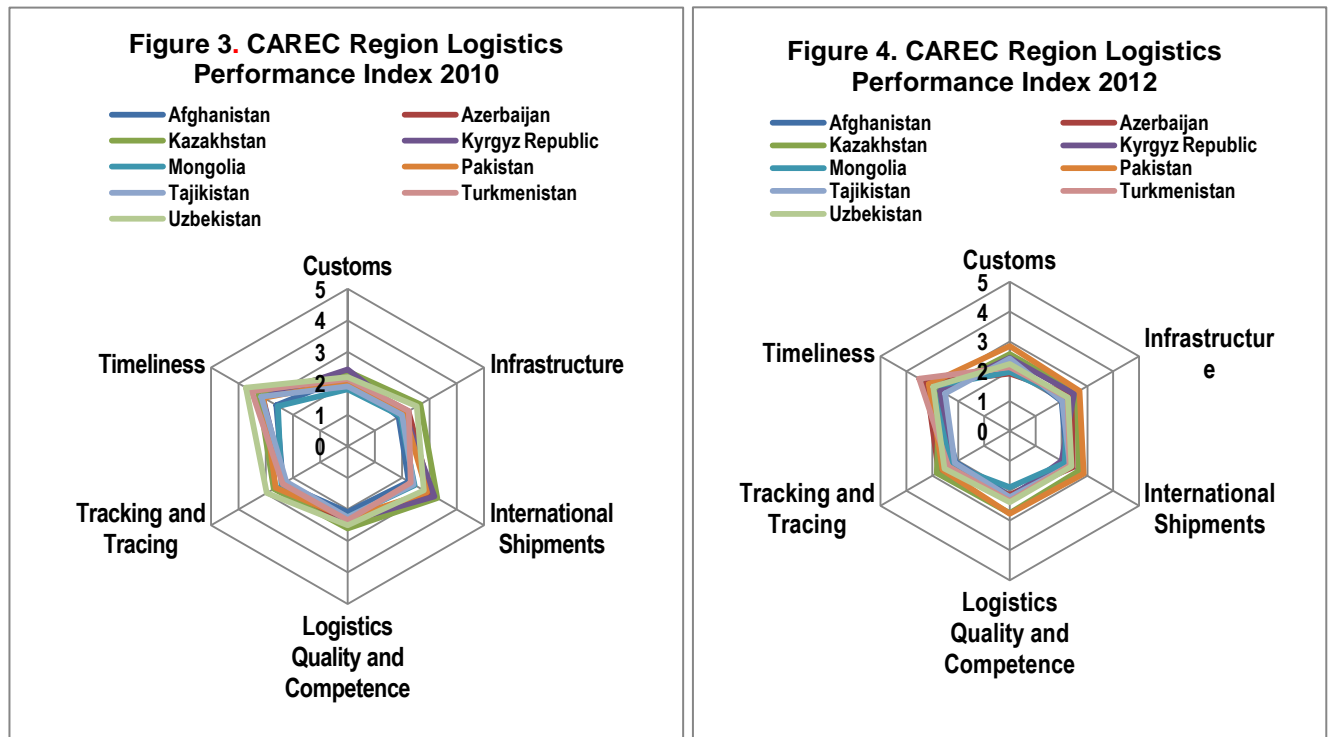 Figure 3. CAREC Region Logistics
Performance Index 2010
Afghanistan
Azerbaijan
Kazakhstan
Kyrgyz Republic
Mongolia
Pakistan
Tajikistan
Turkmenistan
Uzbekistan
Customs
5
4
3
2
1
0
Infrastructure
International
Shipments
Logistics
Quality and
Competence
Tracking and
Tracing
Timeliness
Figure 4. CAREC Region Logistics
Performance Index 2012
Afghanistan
Azerbaijan
Kazakhstan
Kyrgyz Republic
Mongolia
Pakistan
Tajikistan
Turkmenistan
Uzbekistan
Customs
5
4
3
2
1
0
Infrastructur
e
International
Shipments
Logistics
Quality and
Competence
Tracking and
Tracing
Timeliness